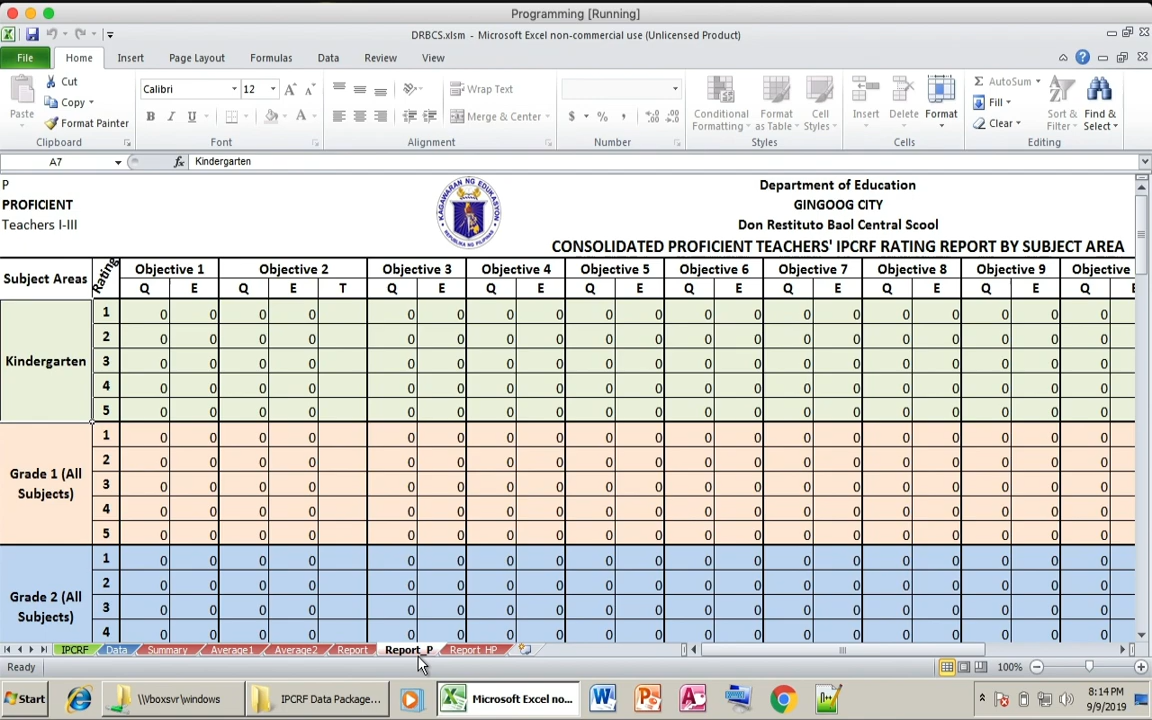 Programming [Running]
DRBCS.xlsm - Microsoft Excel non-commercial use (Unlicensed Product)
File Home Insert Page Layout Formulas Data Review View
Cut
Copy
Format Painter
Paste
Clipboard
Calibri 12
B I U A
Font
Wrap Text
Merge & Center
Alignment
$ % ,
Number
Conditional Formatting
Format as Table
Cell Styles
Styles
Insert Delete Format
Cells
AutoSum
Fill
Clear
Sort & Filter
Find & Select
Editing
A7 fx Kindergarten
P
PROFICIENT
Teachers I-III
KAGAWARAN NG EDUKASYON
REPUBLIKA NG PILIPINAS
Department of Education
GINGOOG CITY
Don Restituto Baol Central Scool
CONSOLIDATED PROFICIENT TEACHERS' IPCRF RATING REPORT BY SUBJECT AREA
Subject Areas Rating Objective 1 Objective 2 Objective 3 Objective 4 Objective 5 Objective 6 Objective 7 Objective 8 Objective 9 Objective
Q E Q E T Q E Q E Q E Q E Q E Q E Q E Q E
Kindergarten
1 0 0 0 0 0 0 0 0 0 0 0 0 0 0 0 0 0 0 0
2 0 0 0 0 0 0 0 0 0 0 0 0 0 0 0 0 0 0 0
3 0 0 0 0 0 0 0 0 0 0 0 0 0 0 0 0 0 0 0
4 0 0 0 0 0 0 0 0 0 0 0 0 0 0 0 0 0 0 0
5 0 0 0 0 0 0 0 0 0 0 0 0 0 0 0 0 0 0 0
Grade 1 (All
Subjects)
1 0 0 0 0 0 0 0 0 0 0 0 0 0 0 0 0 0 0 0
2 0 0 0 0 0 0 0 0 0 0 0 0 0 0 0 0 0 0 0
3 0 0 0 0 0 0 0 0 0 0 0 0 0 0 0 0 0 0 0
4 0 0 0 0 0 0 0 0 0 0 0 0 0 0 0 0 0 0 0
5 0 0 0 0 0 0 0 0 0 0 0 0 0 0 0 0 0 0 0
Grade 2 (All
Subjects)
1 0 0 0 0 0 0 0 0 0 0 0 0 0 0 0 0 0 0 0
2 0 0 0 0 0 0 0 0 0 0 0 0 0 0 0 0 0 0 0
3 0 0 0 0 0 0 0 0 0 0 0 0 0 0 0 0 0 0 0
4 0 0 0 0 0 0 0 0 0 0 0 0 0 0 0 0 0 0 0
IPCRF Data Summary Average1 Average2 Report Report_P Report_HP
Ready 100%
Start \\Vboxsvr\windows IPCRF Data Package... Microsoft Excel no...
8:14 PM
9/9/2019